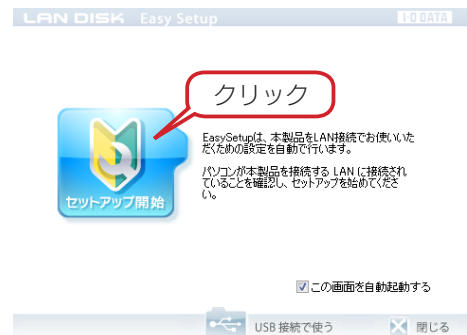 LAN DISK Easy Setup
I-O DATA
クリック
EasySetupは、本製品をLAN接続でお使いいた
だくための設定を自動で行います。
パソコンが本製品を接続する LAN に接続され
ていることを確認し、セットアップを始めてくださ
い。
セットアップ開始
この画面を自動起動する
USB 接続で使う
閉じる